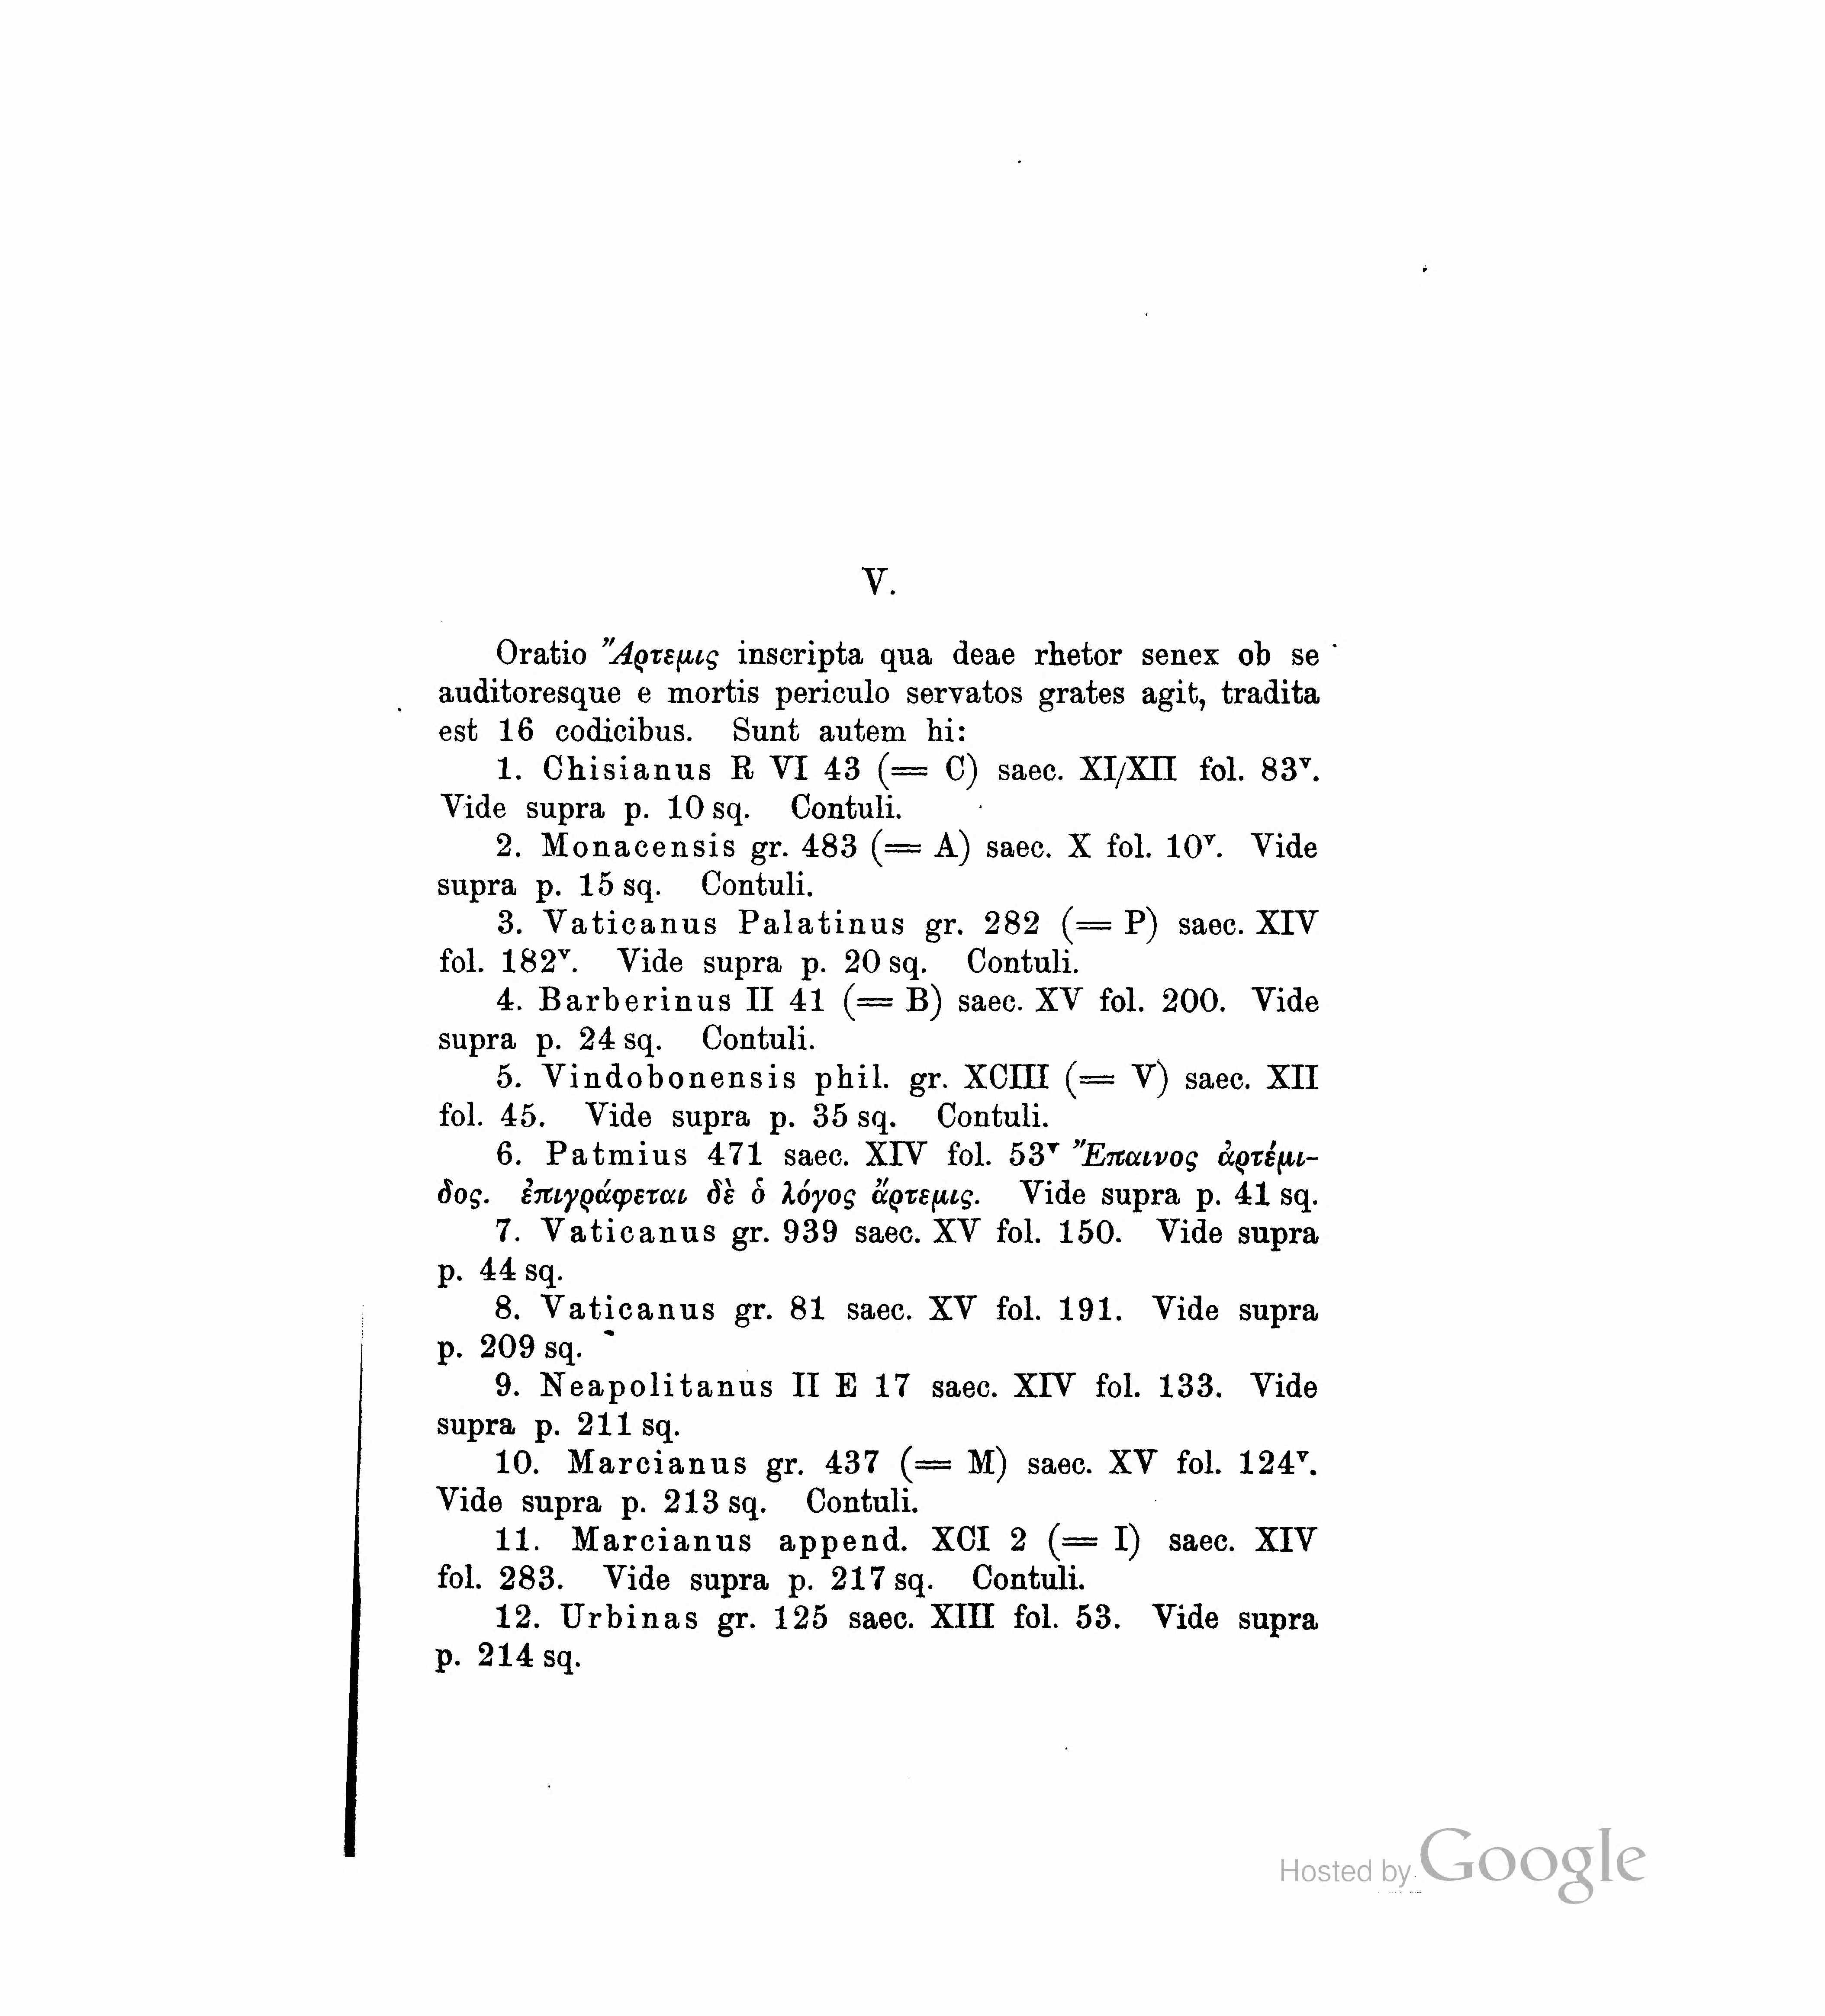 V.
Oratio Ἄρτεμις inscripta qua deae rhetor senex ob se
auditoresque e mortis periculo servatos grates agit, tradita
est 16 codicibus. Sunt autem hi:
1. Chisianus R VI 43 (= C) saec. XI/XII fol. 83ᵛ.
Vide supra p. 10 sq. Contuli.
2. Monacensis gr. 483 (= A) saec. X fol. 10ᵛ. Vide
supra p. 15 sq. Contuli.
3. Vaticanus Palatinus gr. 282 (= P) saec. XIV
fol. 182ᵛ. Vide supra p. 20 sq. Contuli.
4. Barberinus II 41 (= B) saec. XV fol. 200. Vide
supra p. 24 sq. Contuli.
5. Vindobonensis phil. gr. XCIII (= V) saec. XII
fol. 45. Vide supra p. 35 sq. Contuli.
6. Patmius 471 saec. XIV fol. 53ᵛ Ἔπαινος ἀρτέμι-
δος. ἐπιγράφεται δὲ ὁ λόγος ἄρτεμις. Vide supra p. 41 sq.
7. Vaticanus gr. 939 saec. XV fol. 150. Vide supra
p. 44 sq.
8. Vaticanus gr. 81 saec. XV fol. 191. Vide supra
p. 209 sq.
9. Neapolitanus II E 17 saec. XIV fol. 133. Vide
supra p. 211 sq.
10. Marcianus gr. 437 (= M) saec. XV fol. 124ᵛ.
Vide supra p. 213 sq. Contuli.
11. Marcianus append. XCI 2 (= I) saec. XIV
fol. 283. Vide supra p. 217 sq. Contuli.
12. Urbinas gr. 125 saec. XIII fol. 53. Vide supra
p. 214 sq.
Hosted by Google